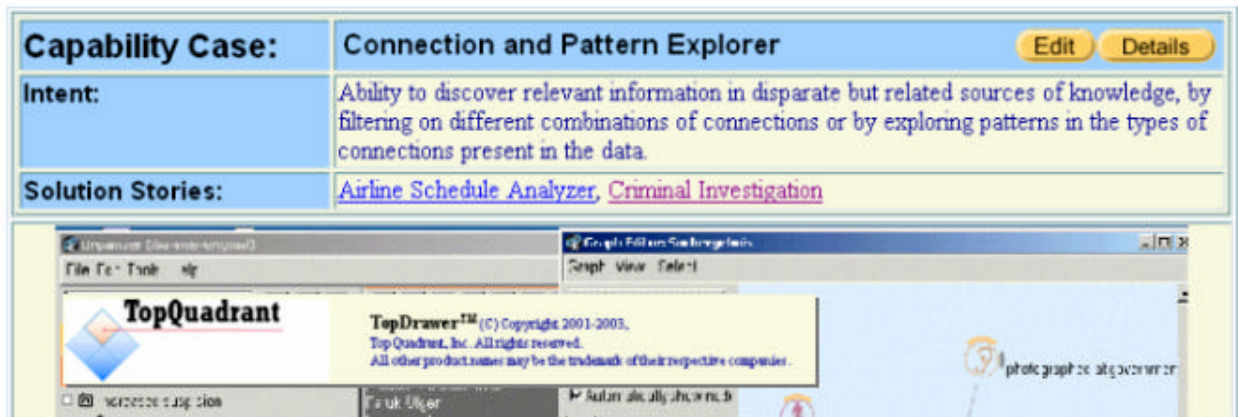 Capability Case: Connection and Pattern Explorer Edit Details
Intent: Ability to discover relevant information in disparate but related sources of knowledge, by
filtering on different combinations of connections or by exploring patterns in the types of
connections present in the data.
Solution Stories: Airline Schedule Analyzer, Criminal Investigation
File Tools
Graph View Select
TopQuadrant
TopDrawer™ (C) Copyright 2001-2003,
TopQuadrant, Inc. All rights reserved.
All other product names may be the trademark of their respective companies.